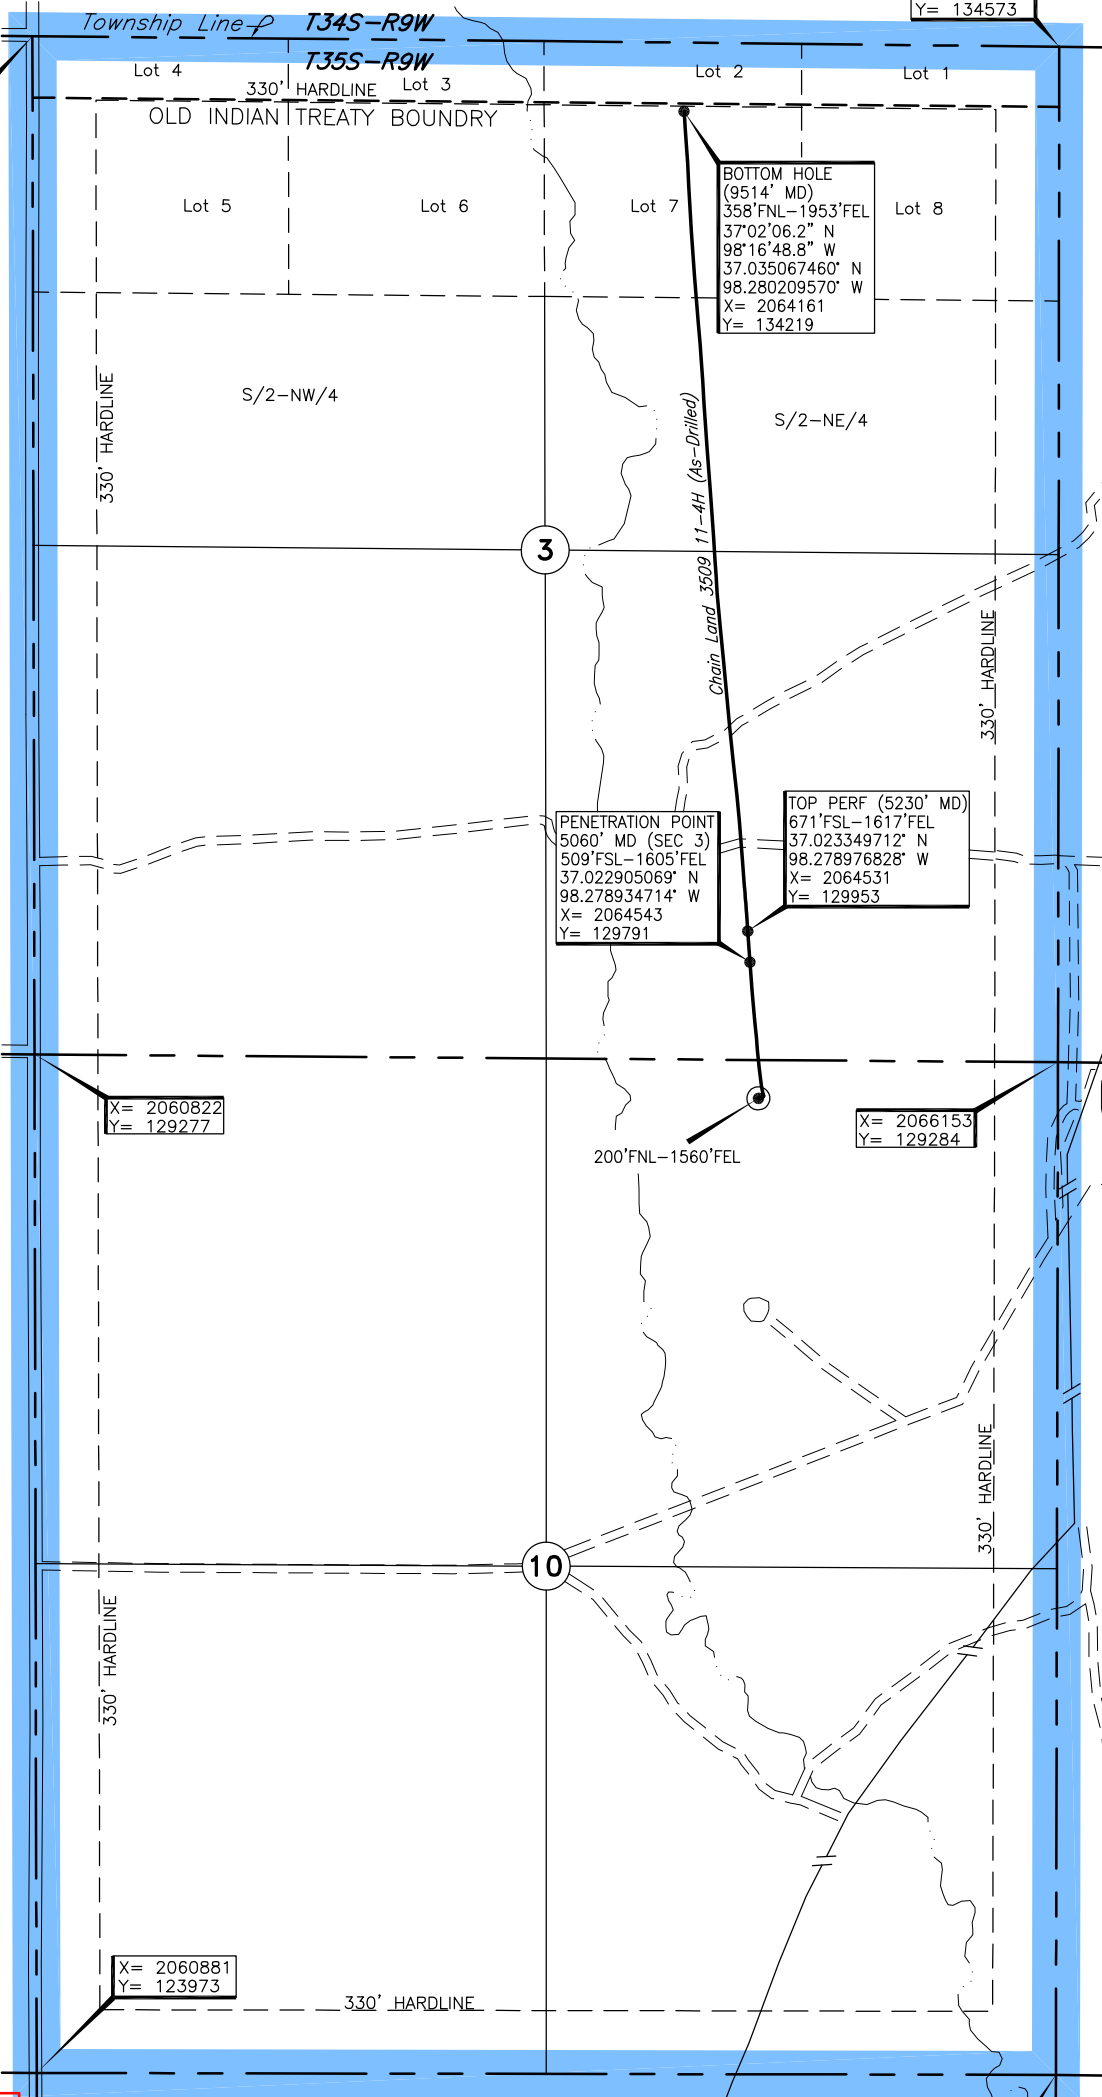 Y= 134573
Township Line
T34S-R9W
T35S-R9W
Lot 4
Lot 3
Lot 2
Lot 1
330' HARDLINE
OLD INDIAN TREATY BOUNDRY
BOTTOM HOLE
(9514' MD)
358'FNL-1953'FEL
37°02'06.2" N
98°16'48.8" W
37.035067460° N
98.280209570° W
X= 2064161
Y= 134219
Lot 5
Lot 6
Lot 7
Lot 8
S/2-NW/4
S/2-NE/4
330' HARDLINE
Chain Land 3509 11-4H (As-Drilled)
3
330' HARDLINE
PENETRATION POINT
5060' MD (SEC 3)
509'FSL-1605'FEL
37.022905069° N
98.278934714° W
X= 2064543
Y= 129791
TOP PERF (5230' MD)
671'FSL-1617'FEL
37.023349712° N
98.278976828° W
X= 2064531
Y= 129953
X= 2060822
Y= 129277
X= 2066153
Y= 129284
200'FNL-1560'FEL
330' HARDLINE
10
330' HARDLINE
X= 2060881
Y= 123973
330' HARDLINE